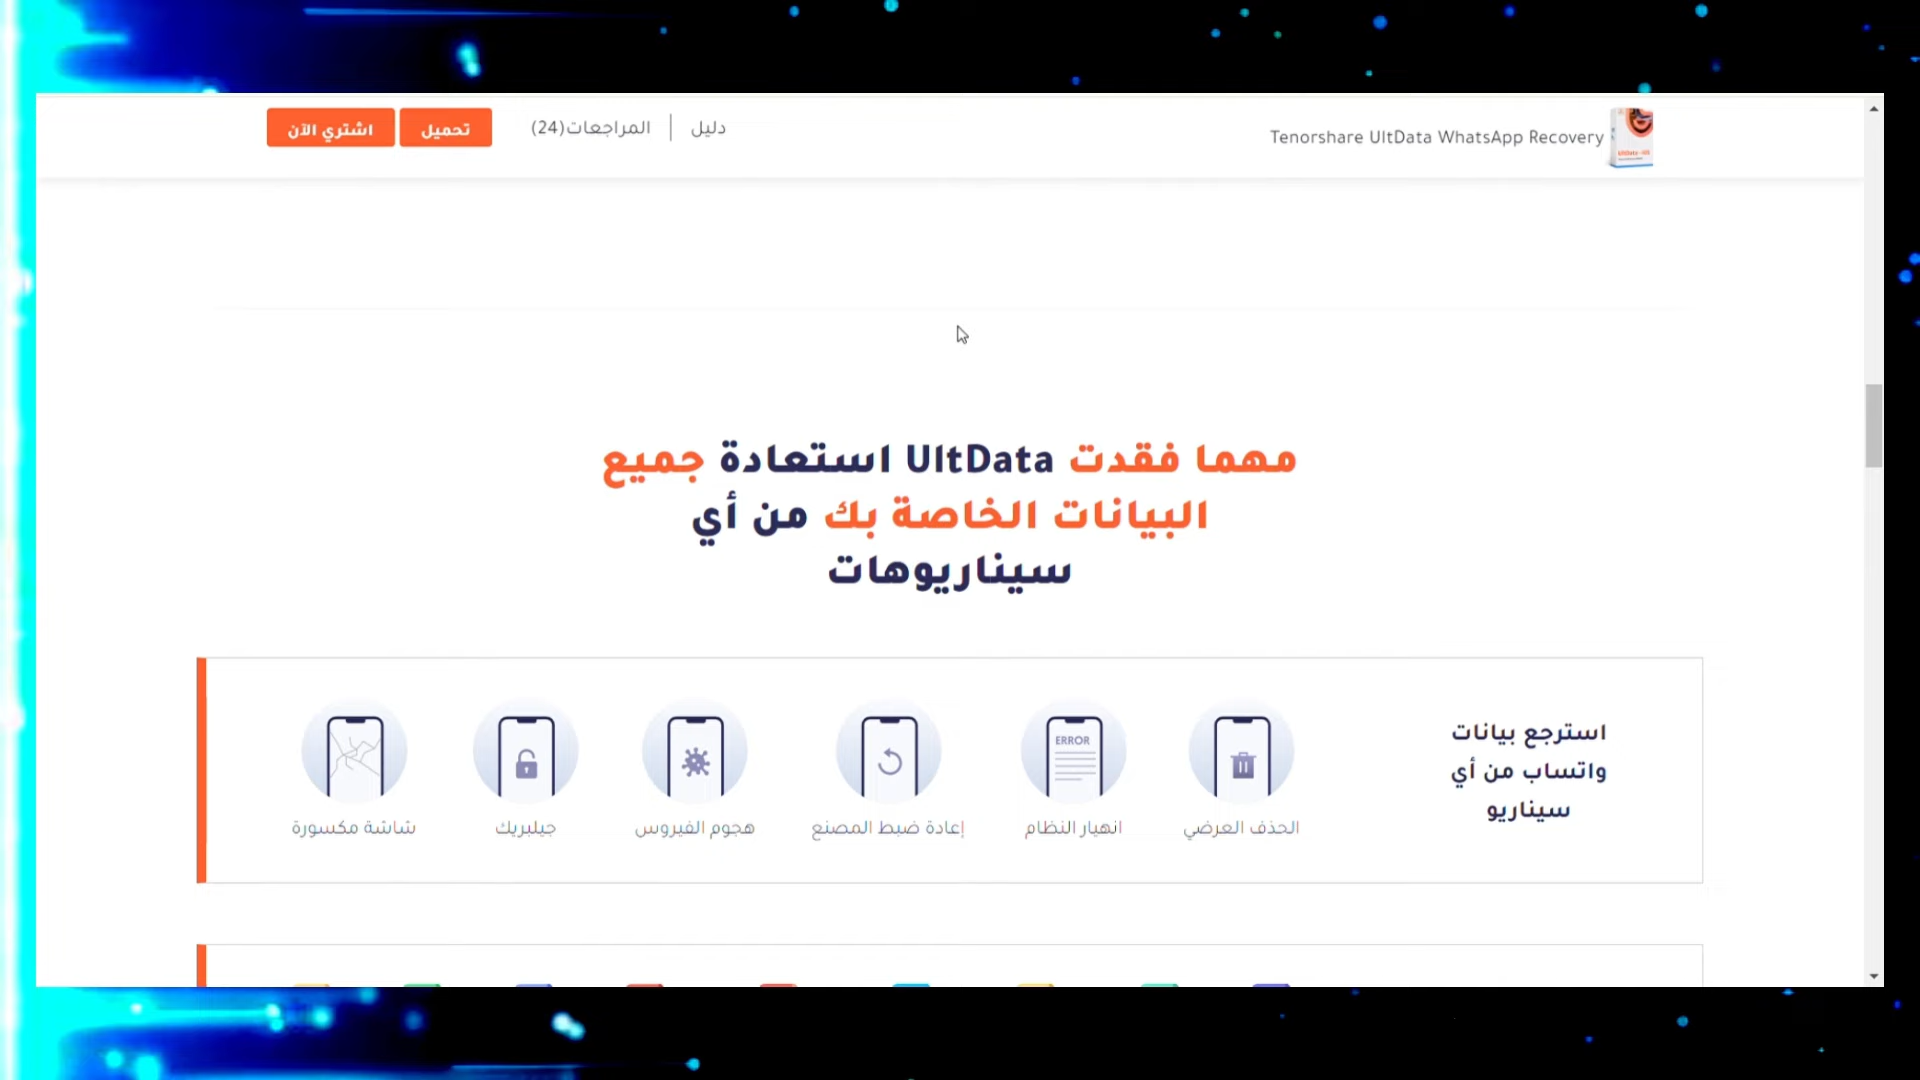 Tenorshare UltData WhatsApp Recovery
دليل
المراجعات(24)
تحميل
اشتري الآن
مهما فقدت UltData استعادة جميع
البيانات الخاصة بك من أي
سيناريوهات
استرجع بيانات
واتساب من أي
سيناريو
ERROR
الحذف العرضي
انهيار النظام
إعادة ضبط المصنع
هجوم الفيروس
جيلبريك
شاشة مكسورة